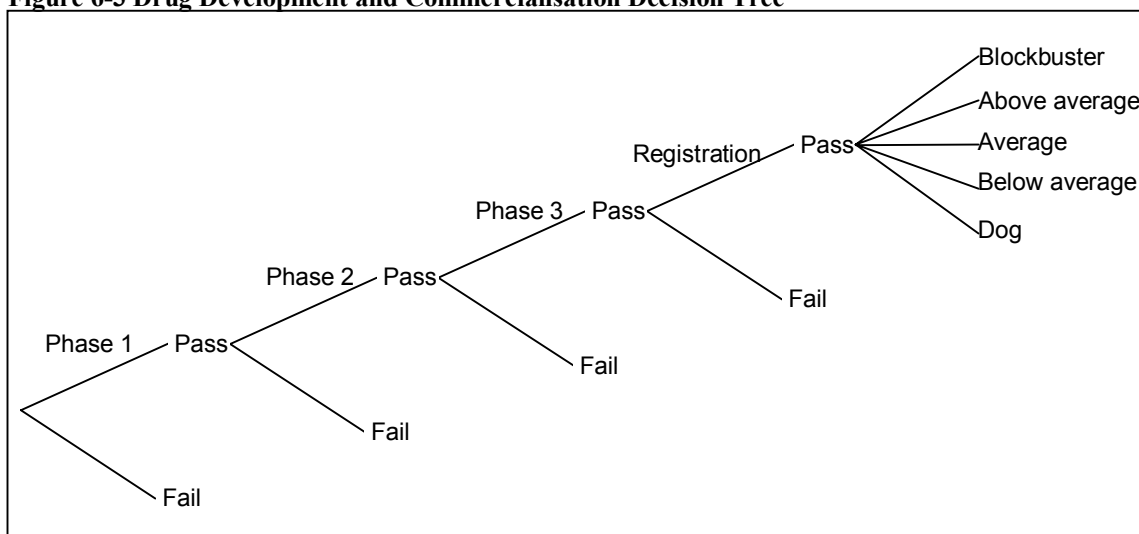 Figure 6-3 Drug Development and Commercialisation Decision Tree
Blockbuster
Above average
Registration
Pass
Average
Below average
Phase 3
Pass
Dog
Phase 2
Pass
Fail
Phase 1
Pass
Fail
Fail
Fail